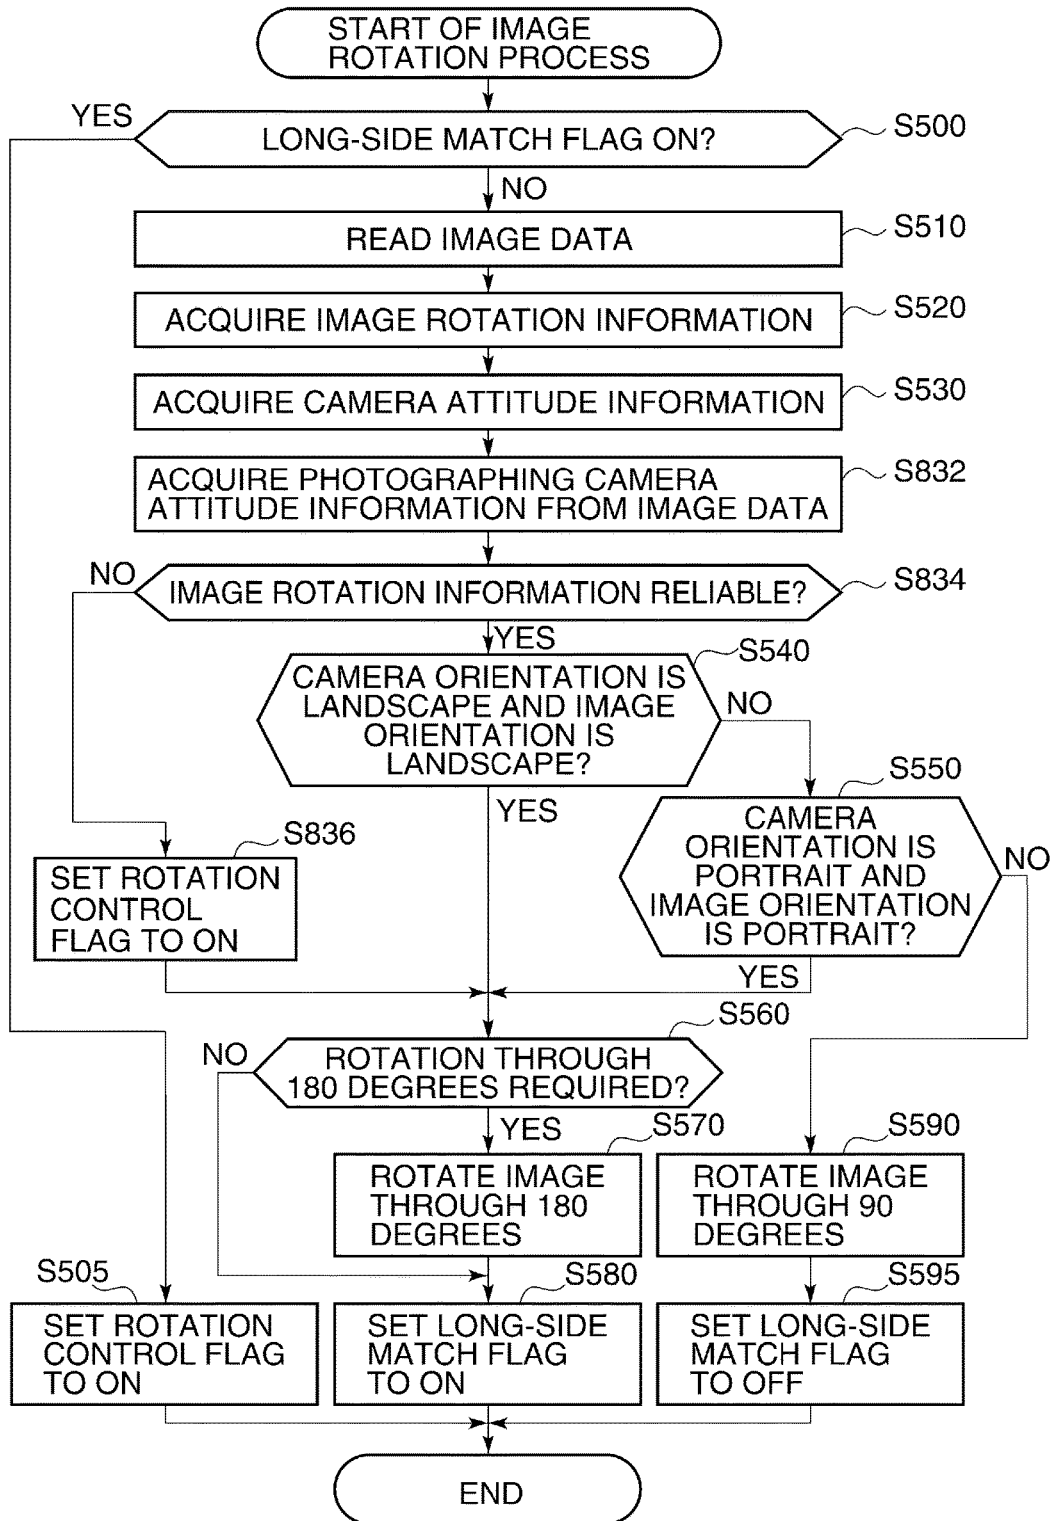 START OF IMAGE
ROTATION PROCESS
YES
LONG-SIDE MATCH FLAG ON?
S500
NO
READ IMAGE DATA
S510
ACQUIRE IMAGE ROTATION INFORMATION
S520
ACQUIRE CAMERA ATTITUDE INFORMATION
S530
ACQUIRE PHOTOGRAPHING CAMERA
ATTITUDE INFORMATION FROM IMAGE DATA
S832
NO
IMAGE ROTATION INFORMATION RELIABLE?
S834
YES
S540
CAMERA ORIENTATION IS
LANDSCAPE AND IMAGE
ORIENTATION IS
LANDSCAPE?
NO
YES
S550
CAMERA
ORIENTATION IS
PORTRAIT AND
IMAGE ORIENTATION
IS PORTRAIT?
NO
YES
S836
SET ROTATION
CONTROL
FLAG TO ON
S560
NO
ROTATION THROUGH
180 DEGREES REQUIRED?
YES
S570
ROTATE IMAGE
THROUGH 180
DEGREES
S590
ROTATE IMAGE
THROUGH 90
DEGREES
S505
SET ROTATION
CONTROL FLAG
TO ON
S580
SET LONG-SIDE
MATCH FLAG
TO ON
S595
SET LONG-SIDE
MATCH FLAG
TO OFF
END